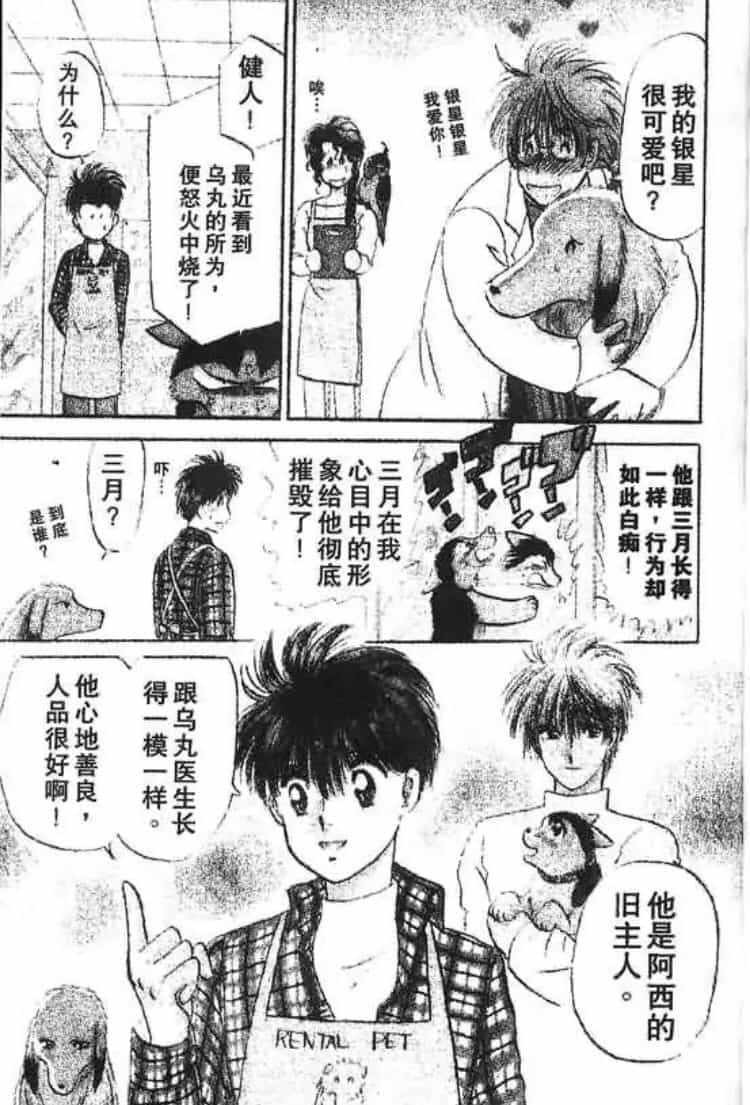 我的银星
很可爱吧？
银星银星
我爱你！
唉…
健人！
最近看到
乌丸的所为，
便怒火中烧了！
为什么？
他跟三月长得
一样，行为却
如此白痴！
三月在我
心目中的形
象给他彻底
摧毁了！
吓…
三月？
到底
是谁？
他是阿西的
旧主人。
跟乌丸医生长
得一模一样。
他心地善良，
人品很好啊！
RENTAL PET